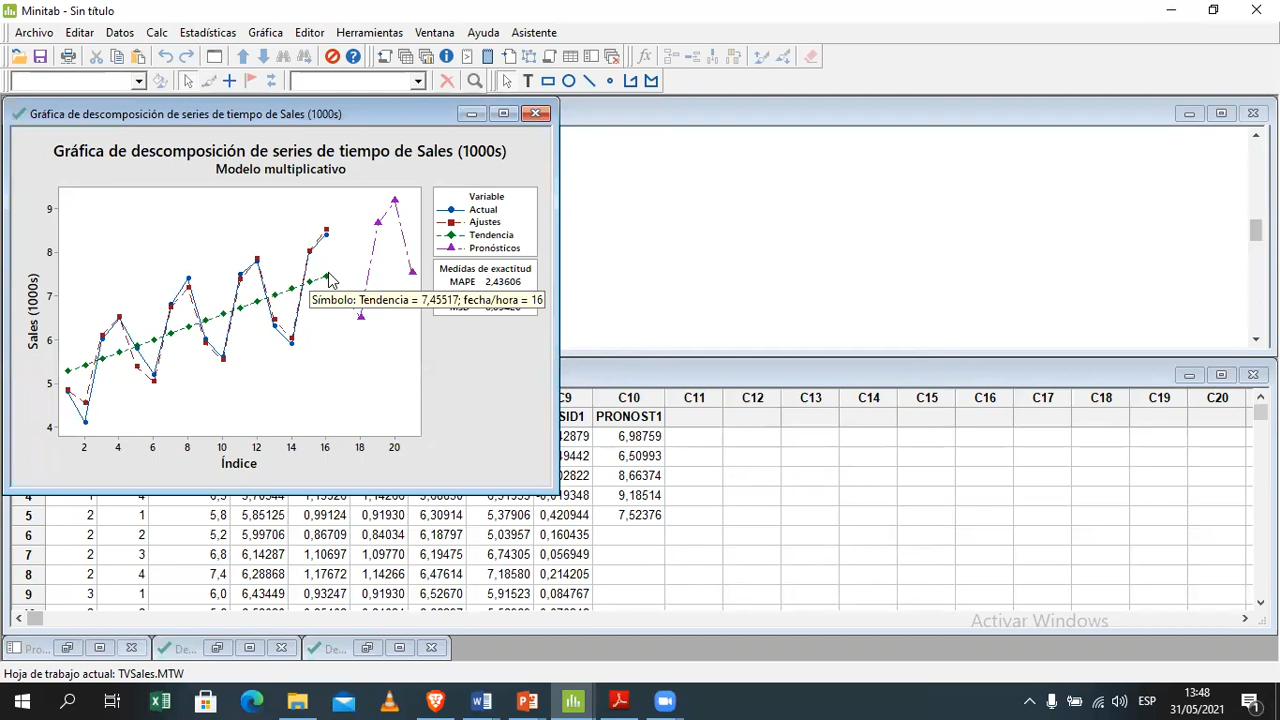 Minitab - Sin título
Archivo Editar Datos Calc Estadísticas Gráfica Editor Herramientas Ventana Ayuda Asistente
Gráfica de descomposición de series de tiempo de Sales (1000s)
Gráfica de descomposición de series de tiempo de Sales (1000s)
Modelo multiplicativo
Variable
Actual
Ajustes
Tendencia
Pronósticos
Medidas de exactitud
MAPE 2,43606
Símbolo: Tendencia = 7,45517; fecha/hora = 16
Sales (1000s)
9
8
7
6
5
4
2 4 6 8 10 12 14 16 18 20
Índice
C9 C10 C11 C12 C13 C14 C15 C16 C17 C18 C19 C20
SID1 PRONOST1
42879 6,98759
49442 6,50993
02822 8,66374
4 1 4 9,18514
5 2 1 5,8 5,85125 0,99124 0,91930 6,30914 5,37906 0,420944 7,52376
6 2 2 5,2 5,99706 0,86709 0,84034 6,18797 5,03957 0,160435
7 2 3 6,8 6,14287 1,10697 1,09770 6,19475 6,74305 0,056949
8 2 4 7,4 6,28868 1,17672 1,14266 6,47614 7,18580 0,214205
9 3 1 6,0 6,43449 0,93247 0,91930 6,52670 5,91523 0,084767
Activar Windows
Pro... De... De...
Hoja de trabajo actual: TVSales.MTW
ESP
13:48
31/05/2021